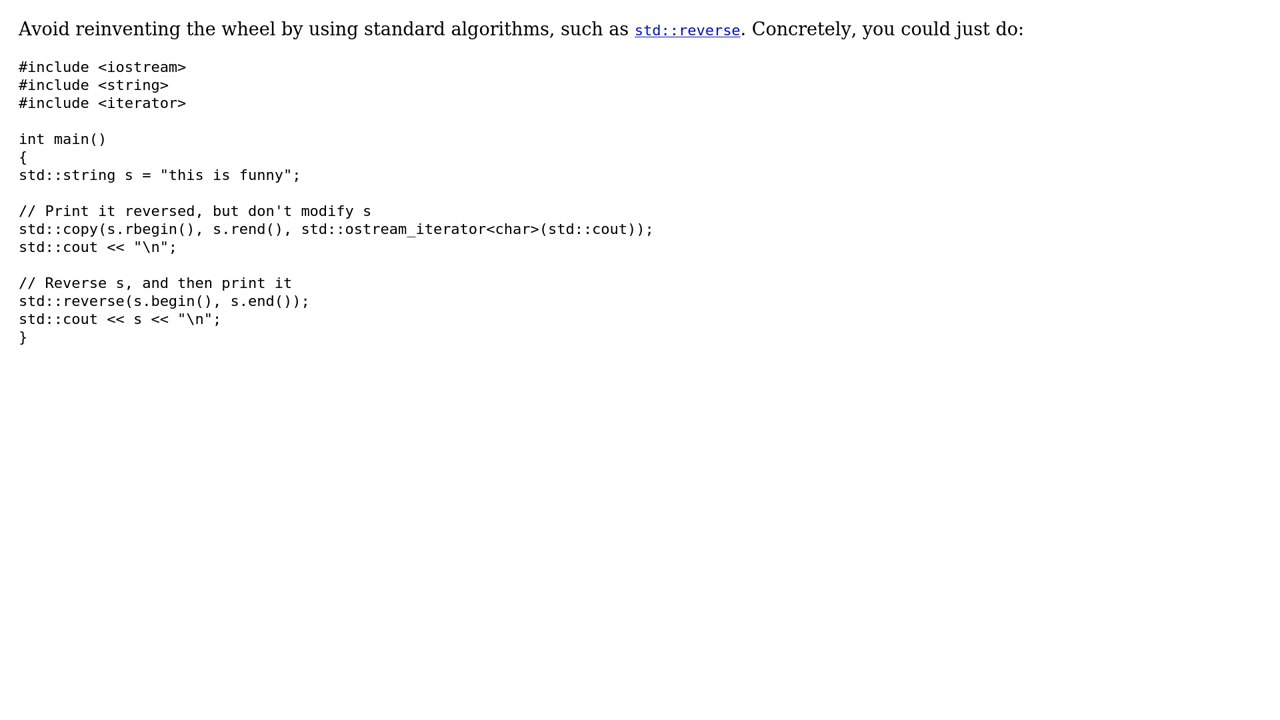 Avoid reinventing the wheel by using standard algorithms, such as std::reverse. Concretely, you could just do:
#include <iostream>
#include <string>
#include <iterator>
int main()
{
std::string s = "this is funny";
// Print it reversed, but don't modify s
std::copy(s.rbegin(), s.rend(), std::ostream_iterator<char>(std::cout));
std::cout << "\n";
// Reverse s, and then print it
std::reverse(s.begin(), s.end());
std::cout << s << "\n";
}